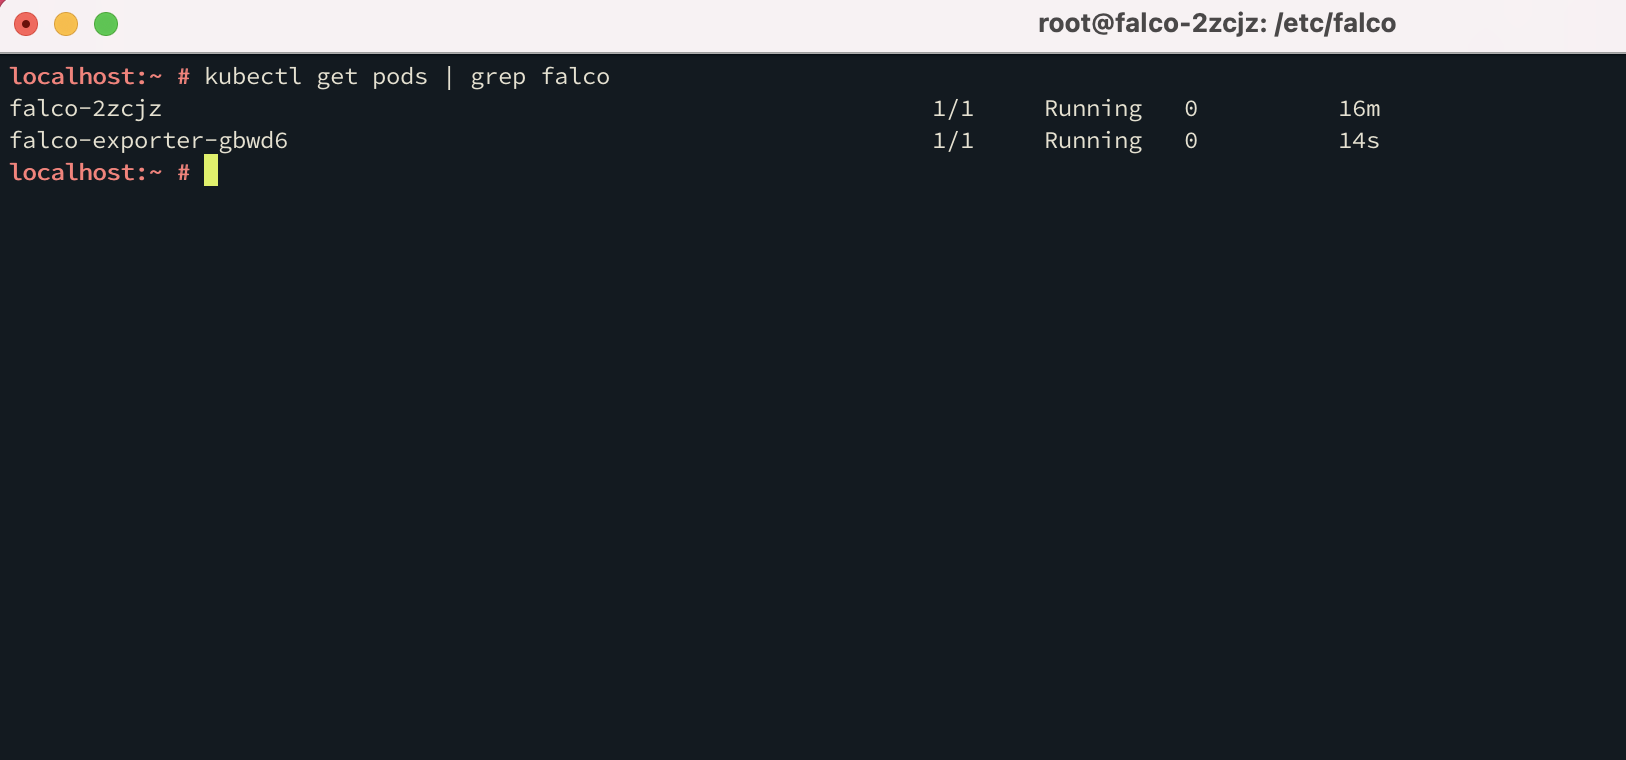 root@falco-2zcjz: /etc/falco
localhost:~ # kubectl get pods | grep falco
falco-2zcjz 1/1 Running 0 16m
falco-exporter-gbwd6 1/1 Running 0 14s
localhost:~ #